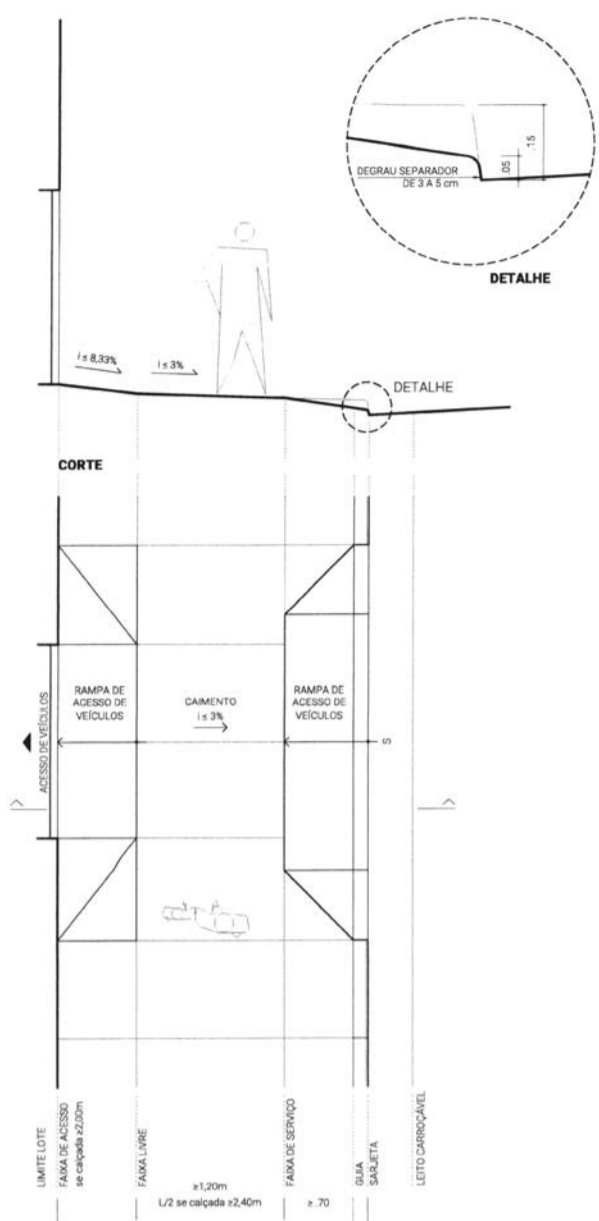 .15
.05
DEGRAU SEPARADOR
DE 3 A 5 cm
DETALHE
i ≤ 8,33%
i ≤ 3%
DETALHE
CORTE
ACESSO DE VEÍCULOS
RAMPA DE
ACESSO DE
VEÍCULOS
CAIMENTO
i ≤ 3%
RAMPA DE
ACESSO DE
VEÍCULOS
S
LIMITE LOTE
FAIXA DE ACESSO
se calçada ≥2,00m
FAIXA LIVRE
≥1,20m
L/2 se calçada ≥2,40m
FAIXA DE SERVIÇO
≥ .70
GUIA
SARJETA
LEITO CARROÇÁVEL